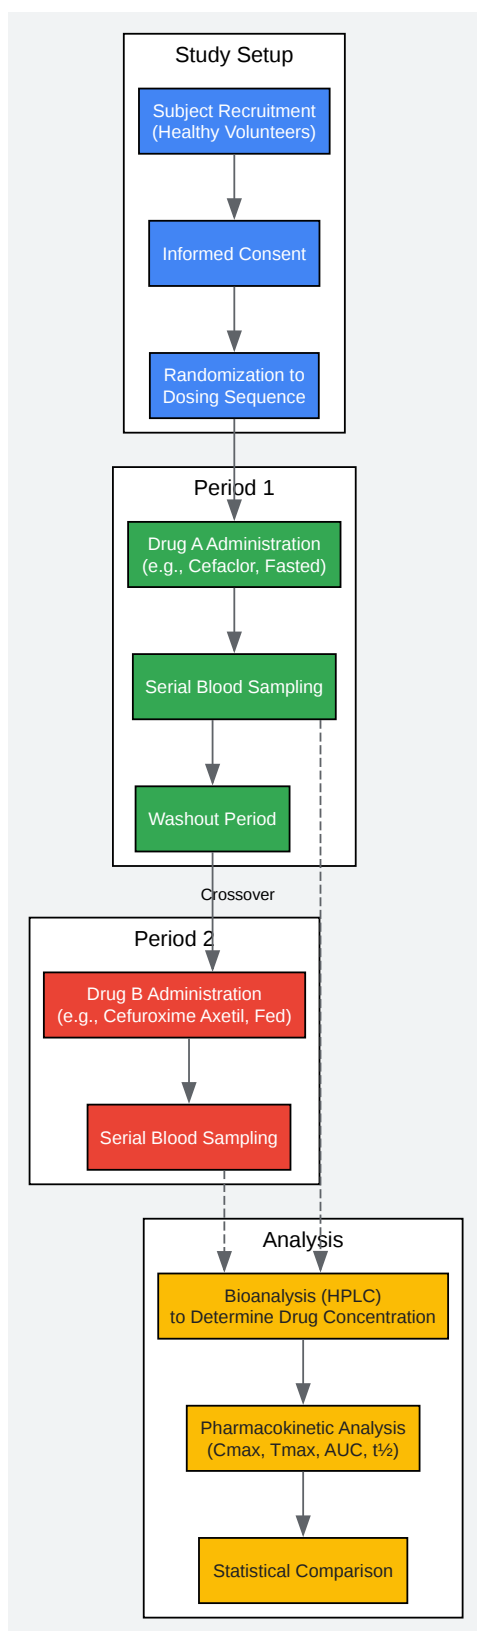 Study Setup
Subject Recruitment
(Healthy Volunteers)
Informed Consent
Randomization to
Dosing Sequence
Period 1
Drug A Administration
(e.g., Cefaclor, Fasted)
Serial Blood Sampling
Washout Period
Crossover
Period 2
Drug B Administration
(e.g., Cefuroxime Axetil, Fed)
Serial Blood Sampling
Analysis
Bioanalysis (HPLC)
to Determine Drug Concentration
Pharmacokinetic Analysis
(Cmax, Tmax, AUC, t½)
Statistical Comparison